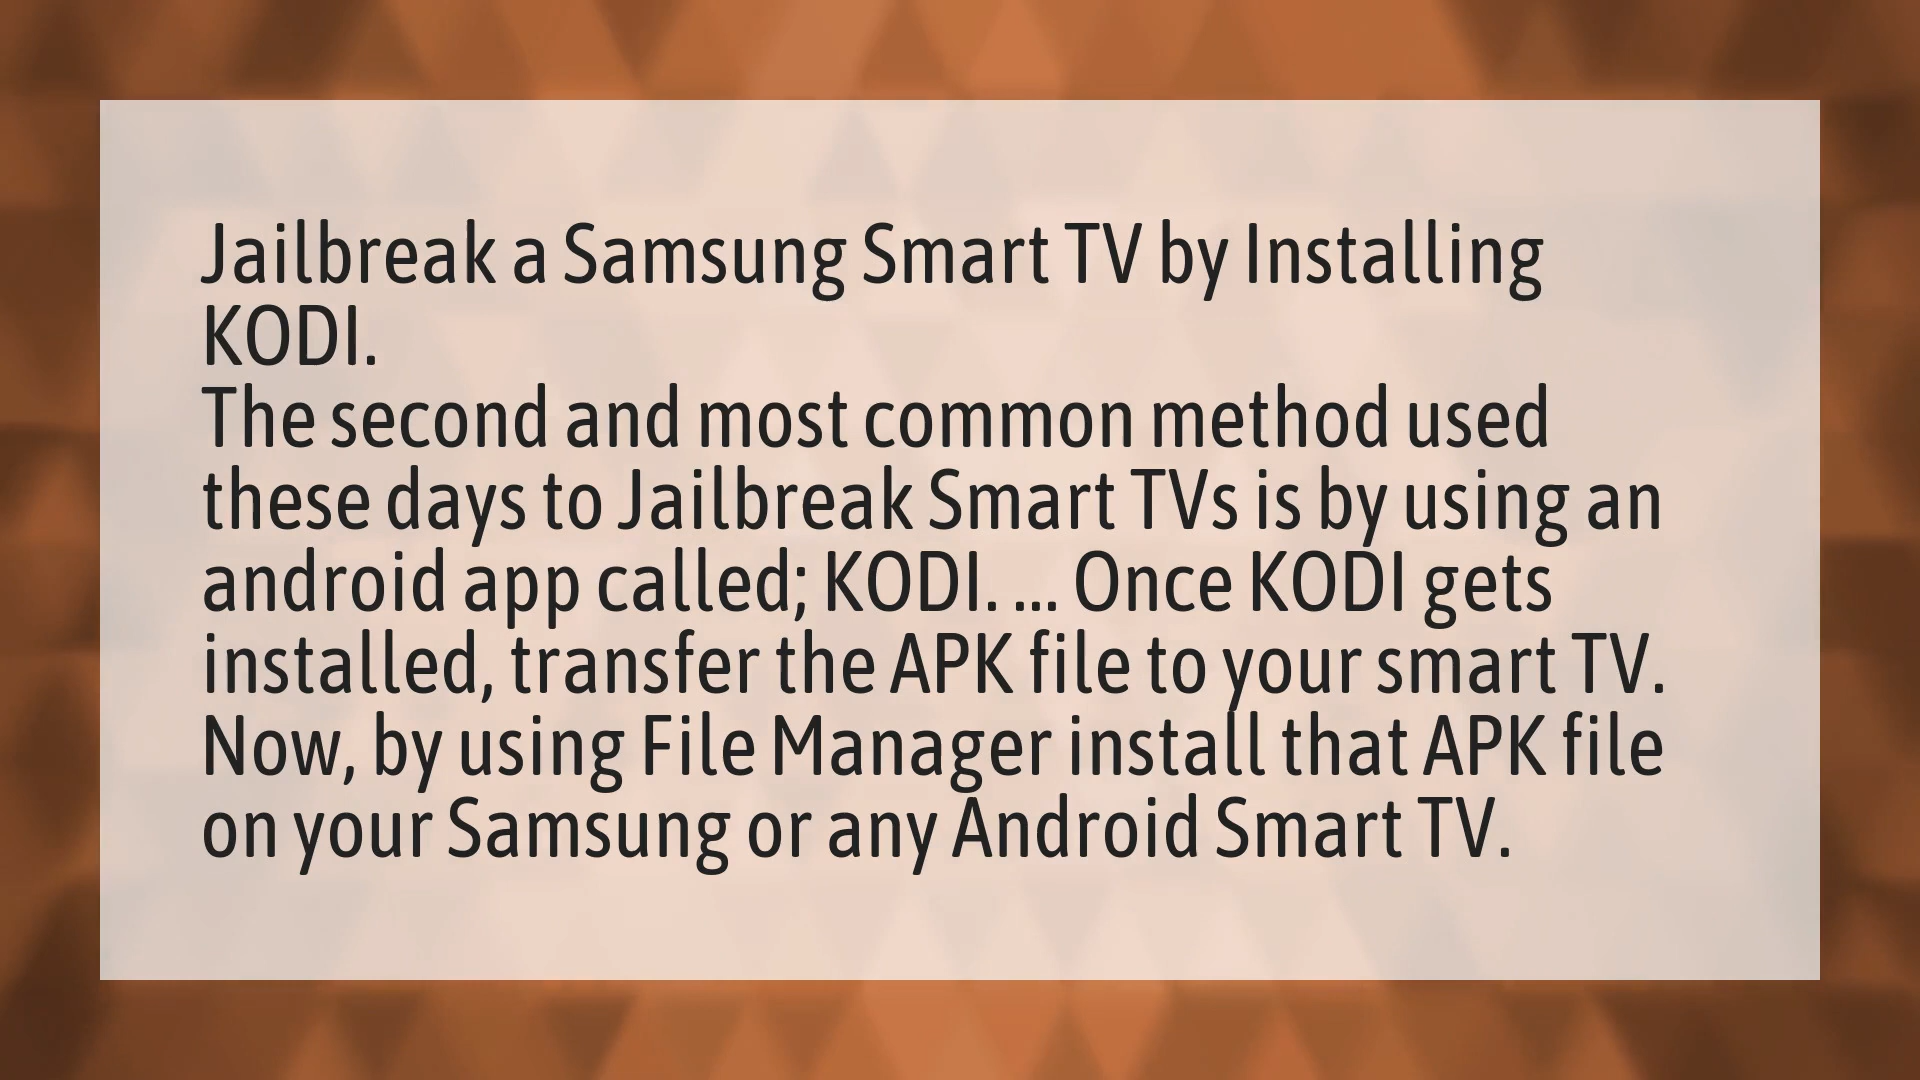 Jailbreak a Samsung Smart TV by Installing
KODI.
The second and most common method used
these days to Jailbreak Smart TVs is by using an
android app called; KODI. ... Once KODI gets
installed, transfer the APK file to your smart TV.
Now, by using File Manager install that APK file
on your Samsung or any Android Smart TV.